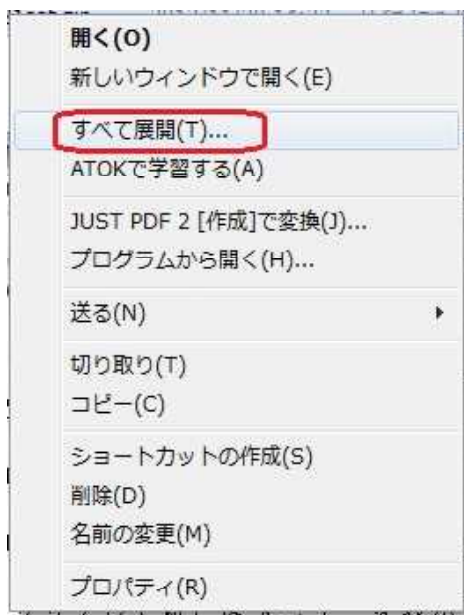 開く(O)
新しいウィンドウで開く(E)
すべて展開(T)...
ATOKで学習する(A)
JUST PDF 2 [作成]で変換(J)...
プログラムから開く(H)...
送る(N)
切り取り(T)
コピー(C)
ショートカットの作成(S)
削除(D)
名前の変更(M)
プロパティ(R)